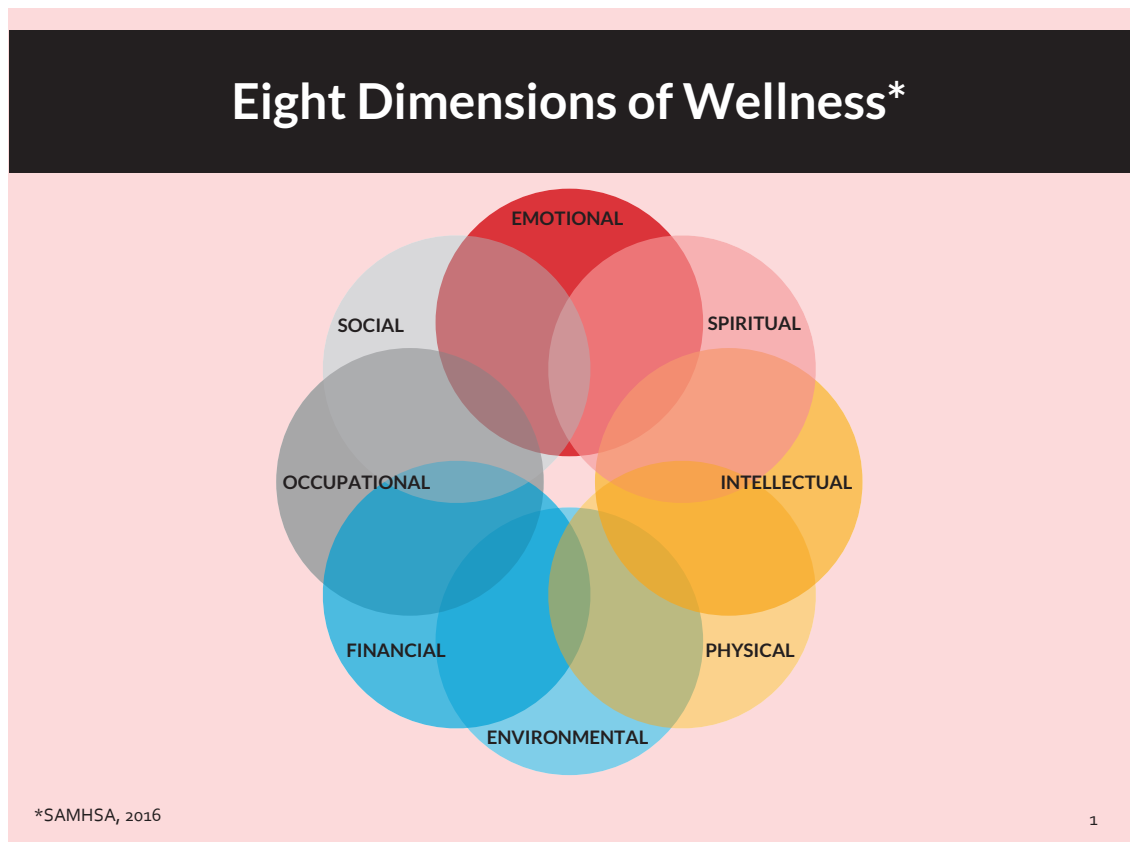 Eight Dimensions of Wellness*
EMOTIONAL
SOCIAL
SPIRITUAL
OCCUPATIONAL
INTELLECTUAL
FINANCIAL
PHYSICAL
ENVIRONMENTAL
*SAMHSA, 2016
1